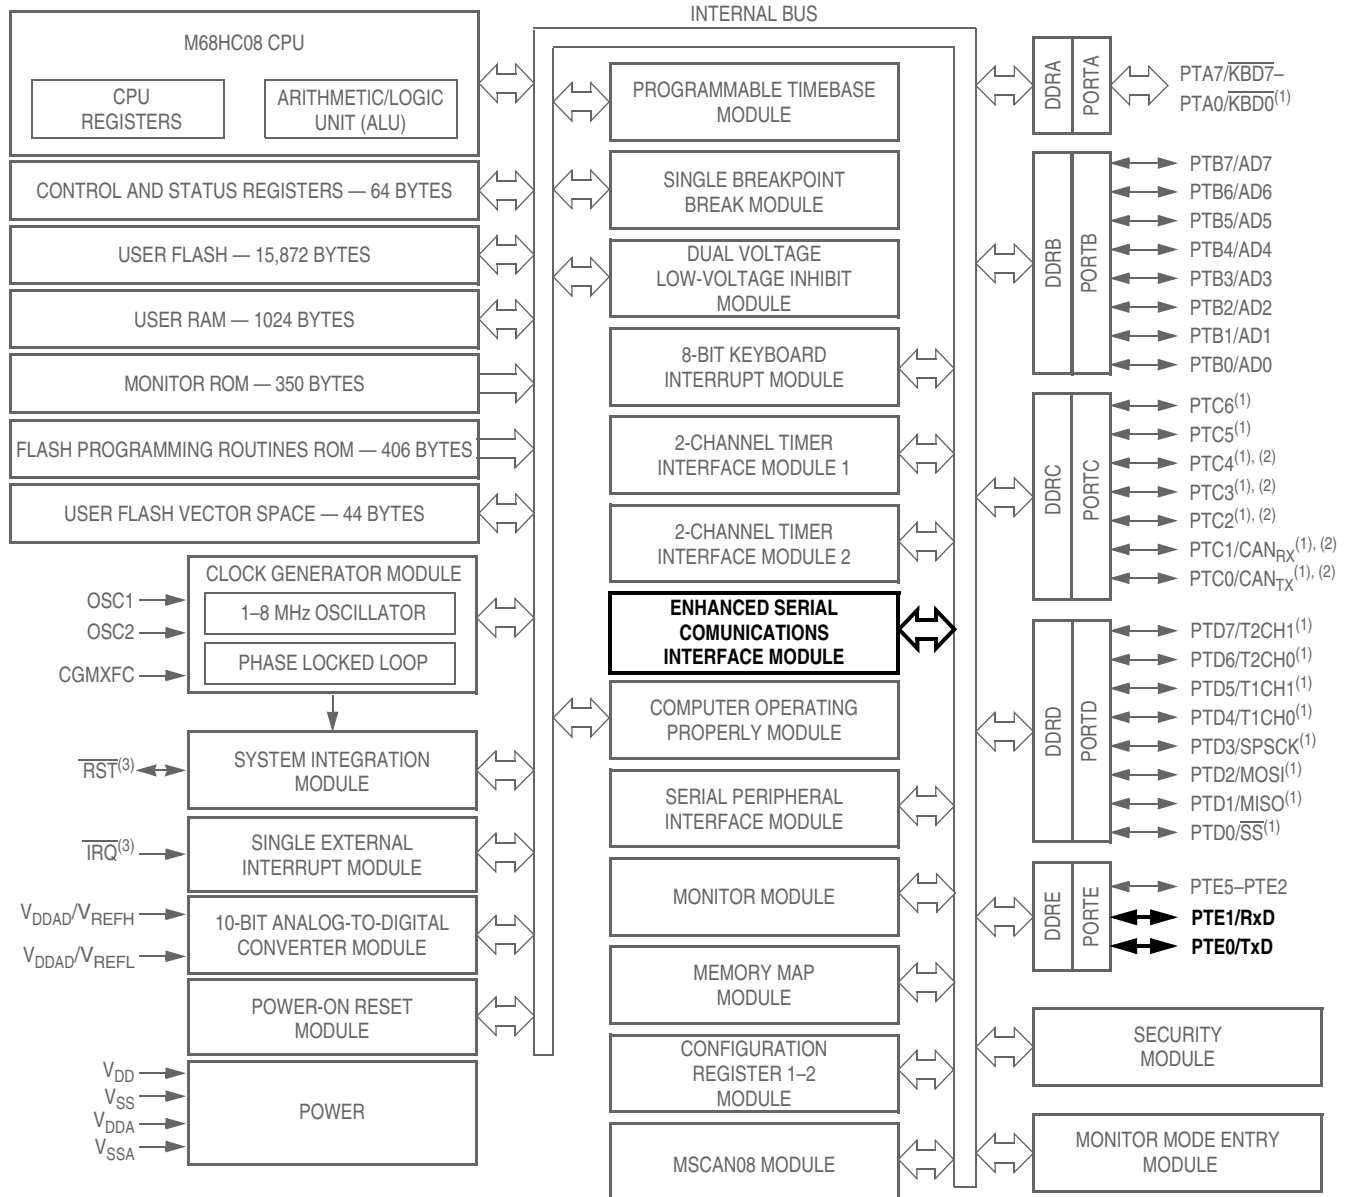 INTERNAL BUS
M68HC08 CPU
CPU
REGISTERS
ARITHMETIC/LOGIC
UNIT (ALU)
CONTROL AND STATUS REGISTERS — 64 BYTES
USER FLASH — 15,872 BYTES
USER RAM — 1024 BYTES
MONITOR ROM — 350 BYTES
FLASH PROGRAMMING ROUTINES ROM — 406 BYTES
USER FLASH VECTOR SPACE — 44 BYTES
CLOCK GENERATOR MODULE
1–8 MHz OSCILLATOR
PHASE LOCKED LOOP
OSC1
OSC2
CGMXFC
SYSTEM INTEGRATION
MODULE
RST(3)
SINGLE EXTERNAL
INTERRUPT MODULE
IRQ(3)
10-BIT ANALOG-TO-DIGITAL
CONVERTER MODULE
VDDAD/VREFH
VDDAD/VREFL
POWER-ON RESET
MODULE
POWER
VDD
VSS
VDDA
VSSA
PROGRAMMABLE TIMEBASE
MODULE
SINGLE BREAKPOINT
BREAK MODULE
DUAL VOLTAGE
LOW-VOLTAGE INHIBIT
MODULE
8-BIT KEYBOARD
INTERRUPT MODULE
2-CHANNEL TIMER
INTERFACE MODULE 1
2-CHANNEL TIMER
INTERFACE MODULE 2
ENHANCED SERIAL
COMUNICATIONS
INTERFACE MODULE
COMPUTER OPERATING
PROPERLY MODULE
SERIAL PERIPHERAL
INTERFACE MODULE
MONITOR MODULE
MEMORY MAP
MODULE
CONFIGURATION
REGISTER 1–2
MODULE
MSCAN08 MODULE
DDRA
PORTA
PTA7/KBD7–
PTA0/KBD0(1)
DDRB
PORTB
PTB7/AD7
PTB6/AD6
PTB5/AD5
PTB4/AD4
PTB3/AD3
PTB2/AD2
PTB1/AD1
PTB0/AD0
DDRC
PORTC
PTC6(1)
PTC5(1)
PTC4(1), (2)
PTC3(1), (2)
PTC2(1), (2)
PTC1/CANRX(1), (2)
PTC0/CANTX(1), (2)
DDRD
PORTD
PTD7/T2CH1(1)
PTD6/T2CH0(1)
PTD5/T1CH1(1)
PTD4/T1CH0(1)
PTD3/SPSCK(1)
PTD2/MOSI(1)
PTD1/MISO(1)
PTD0/SS(1)
DDRE
PORTE
PTE5–PTE2
PTE1/RxD
PTE0/TxD
SECURITY
MODULE
MONITOR MODE ENTRY
MODULE